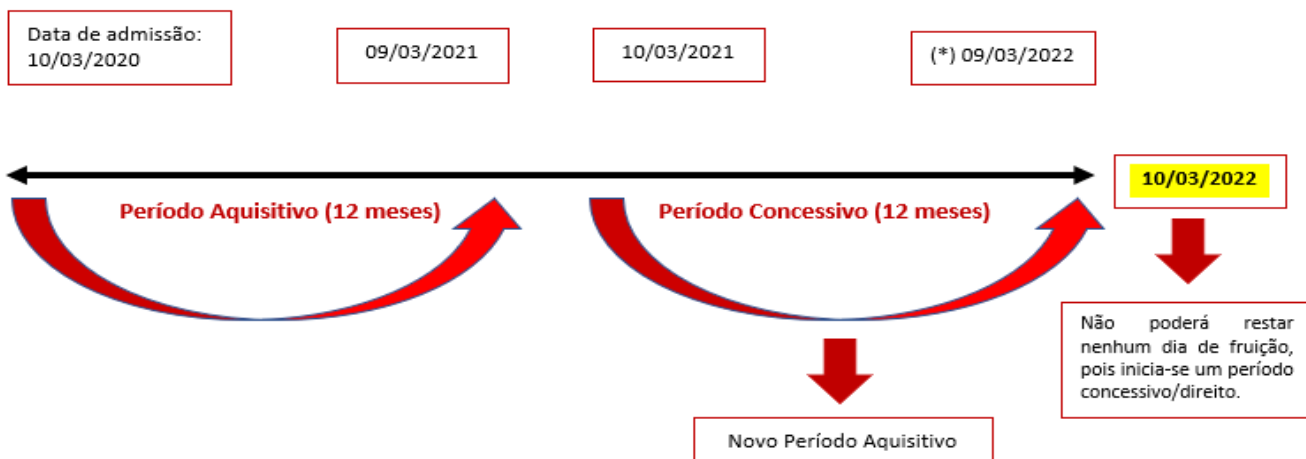 Data de admissão:
10/03/2020
09/03/2021
10/03/2021
(*) 09/03/2022
10/03/2022
Período Aquisitivo (12 meses)
Período Concessivo (12 meses)
Não poderá restar
nenhum dia de fruição,
pois inicia-se um período
concessivo/direito.
Novo Período Aquisitivo